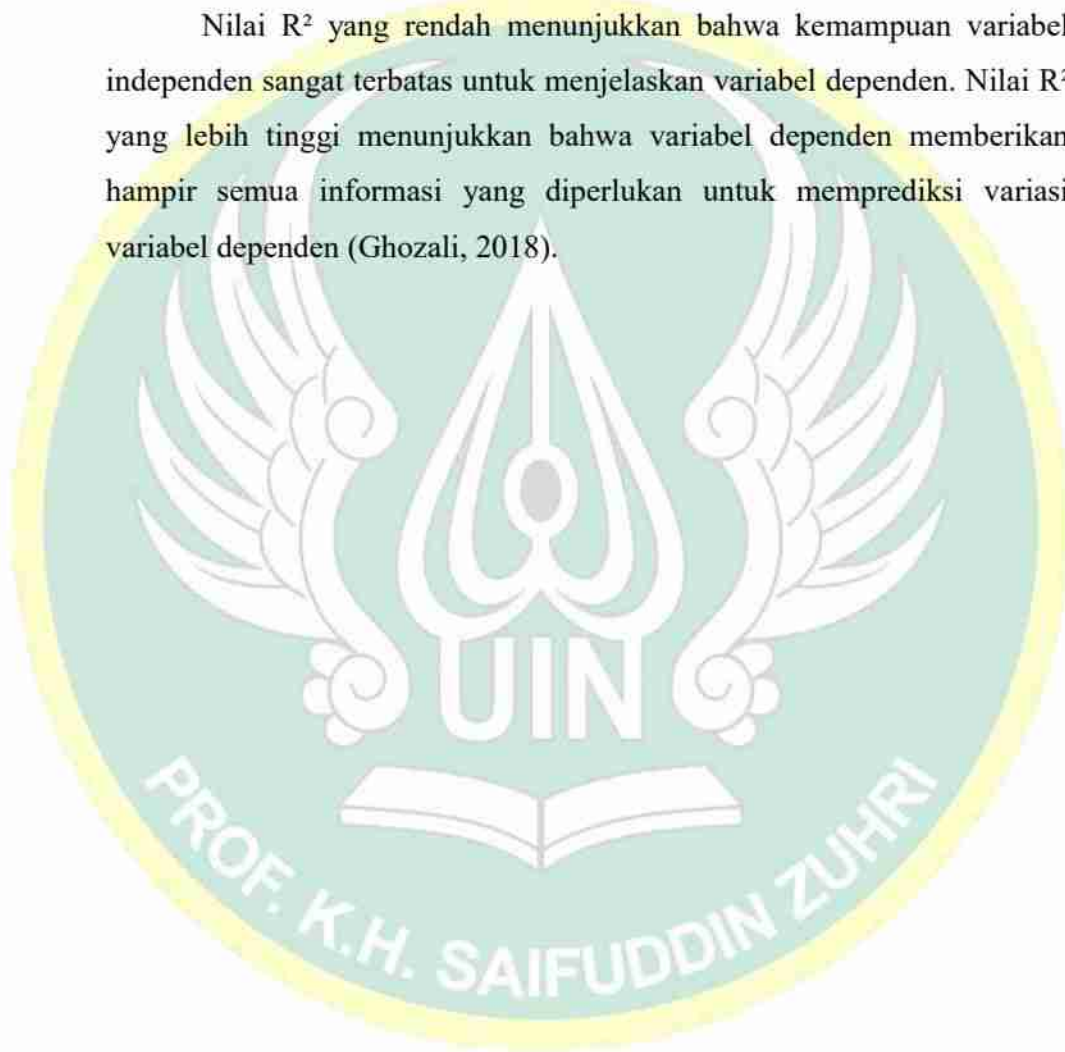 Nilai R² yang rendah menunjukkan bahwa kemampuan variabel
independen sangat terbatas untuk menjelaskan variabel dependen. Nilai R²
yang lebih tinggi menunjukkan bahwa variabel dependen memberikan
hampir semua informasi yang diperlukan untuk memprediksi variasi
variabel dependen (Ghozali, 2018).
UIN
PROF. K.H. SAIFUDDIN ZUHRI